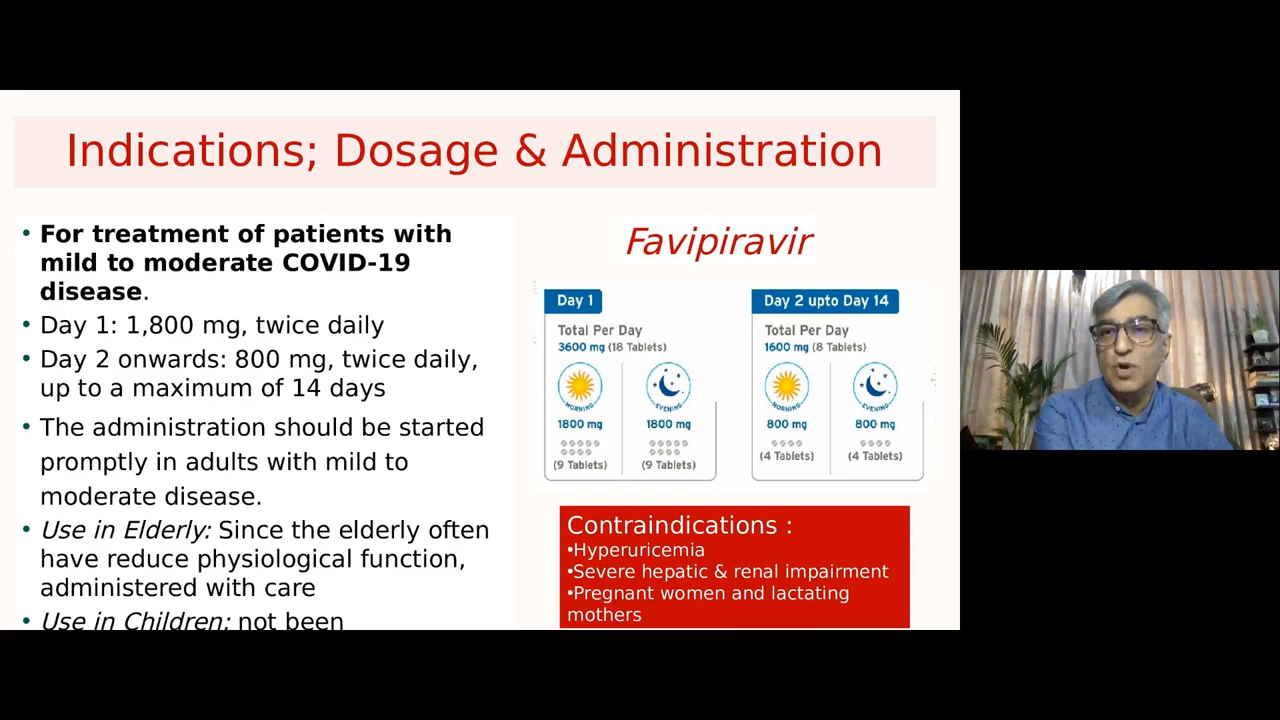 Indications; Dosage & Administration
• For treatment of patients with
mild to moderate COVID-19
disease.
• Day 1: 1,800 mg, twice daily
• Day 2 onwards: 800 mg, twice daily,
up to a maximum of 14 days
• The administration should be started
promptly in adults with mild to
moderate disease.
• Use in Elderly: Since the elderly often
have reduce physiological function,
administered with care
• Use in Children: not been
Favipiravir
Day 1
Total Per Day
3600 mg (18 Tablets)
MORNING
1800 mg
(9 Tablets)
EVENING
1800 mg
(9 Tablets)
Day 2 upto Day 14
Total Per Day
1600 mg (8 Tablets)
MORNING
800 mg
(4 Tablets)
EVENING
800 mg
(4 Tablets)
Contraindications :
•Hyperuricemia
•Severe hepatic & renal impairment
•Pregnant women and lactating
mothers